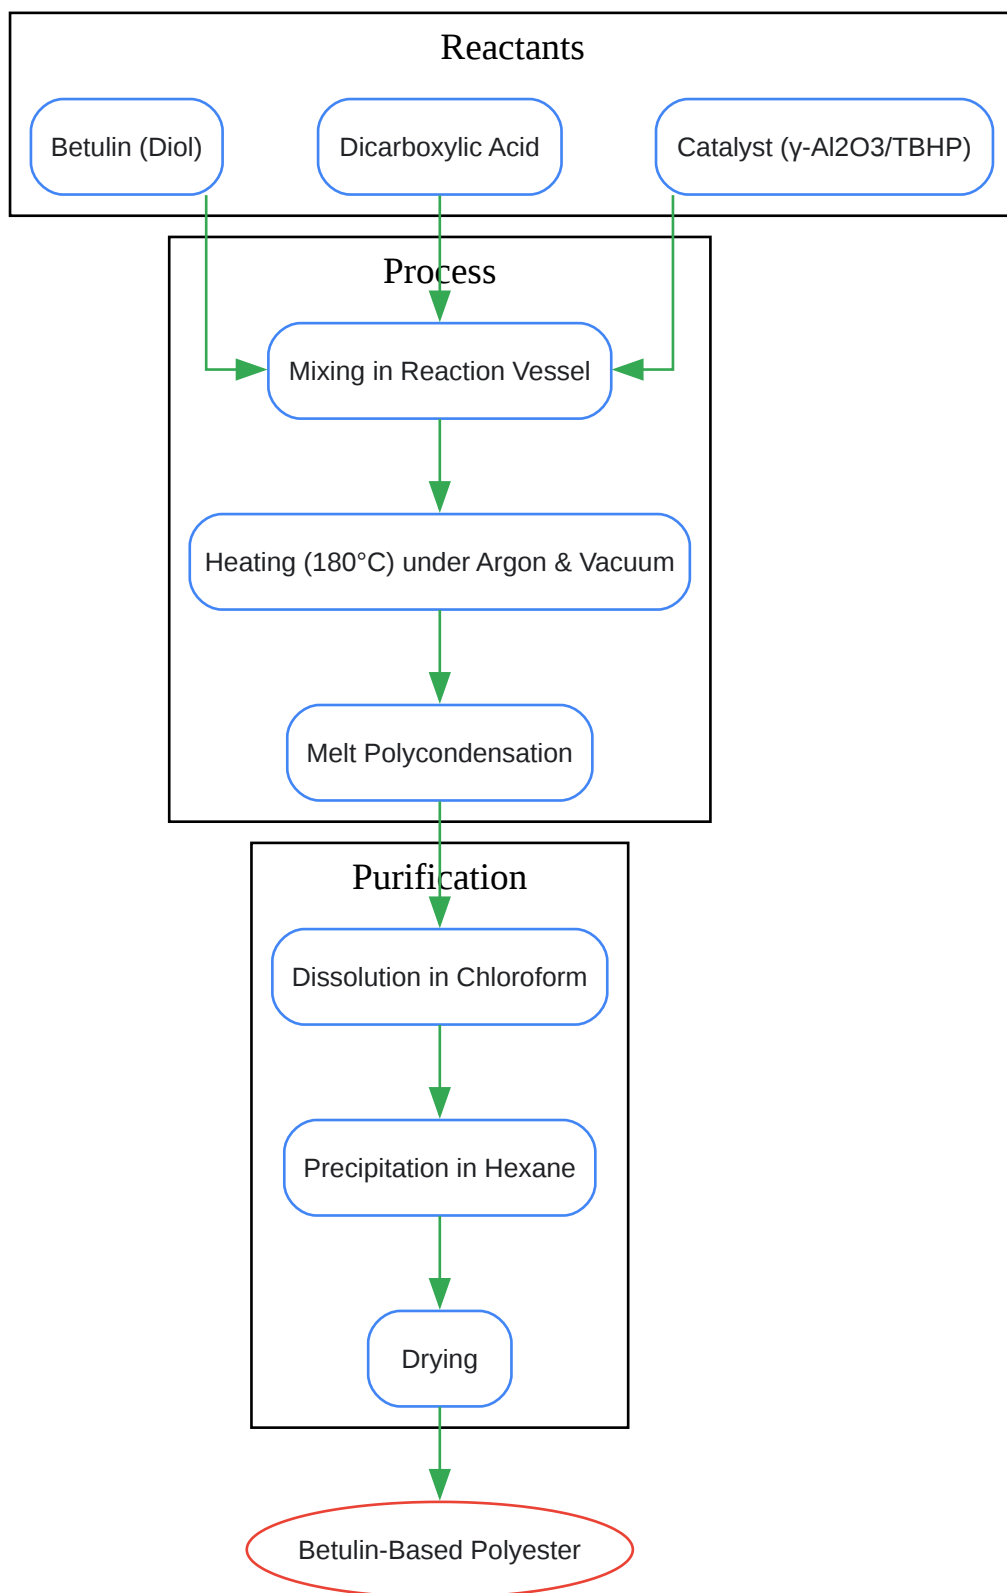 Reactants
Betulin (Diol)
Dicarboxylic Acid
Catalyst (γ-Al2O3/TBHP)
Process
Mixing in Reaction Vessel
Heating (180°C) under Argon & Vacuum
Melt Polycondensation
Purification
Dissolution in Chloroform
Precipitation in Hexane
Drying
Betulin-Based Polyester